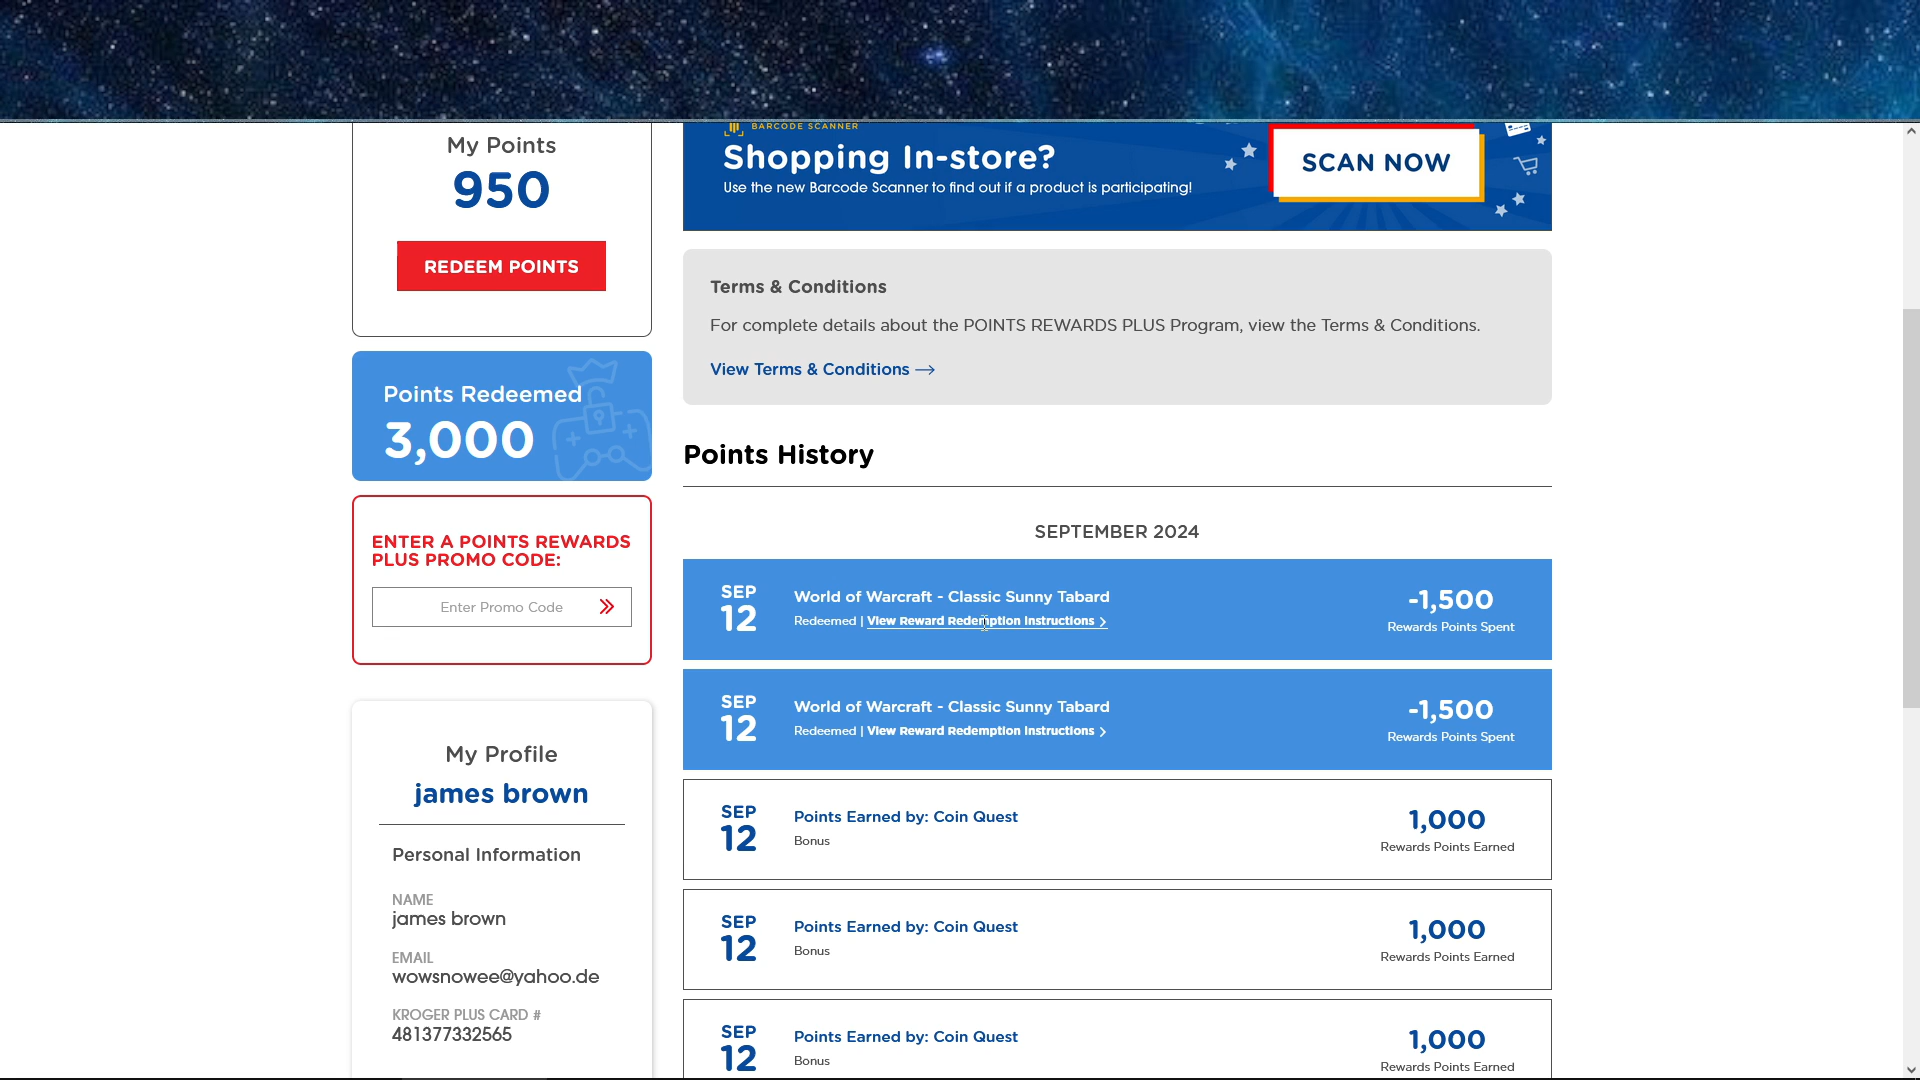 My Points
950
REDEEM POINTS
Points Redeemed
3,000
ENTER A POINTS REWARDS
PLUS PROMO CODE:
Enter Promo Code
My Profile
james brown
Personal Information
NAME
james brown
EMAIL
wowsnowee@yahoo.de
KROGER PLUS CARD #
481377332565
BARCODE SCANNER
Shopping In-store?
Use the new Barcode Scanner to find out if a product is participating!
SCAN NOW
Terms & Conditions
For complete details about the POINTS REWARDS PLUS Program, view the Terms & Conditions.
View Terms & Conditions
Points History
SEPTEMBER 2024
SEP
12
World of Warcraft - Classic Sunny Tabard
Redeemed | View Reward Redemption Instructions
-1,500
Rewards Points Spent
SEP
12
World of Warcraft - Classic Sunny Tabard
Redeemed | View Reward Redemption Instructions
-1,500
Rewards Points Spent
SEP
12
Points Earned by: Coin Quest
Bonus
1,000
Rewards Points Earned
SEP
12
Points Earned by: Coin Quest
Bonus
1,000
Rewards Points Earned
SEP
12
Points Earned by: Coin Quest
Bonus
1,000
Rewards Points Earned